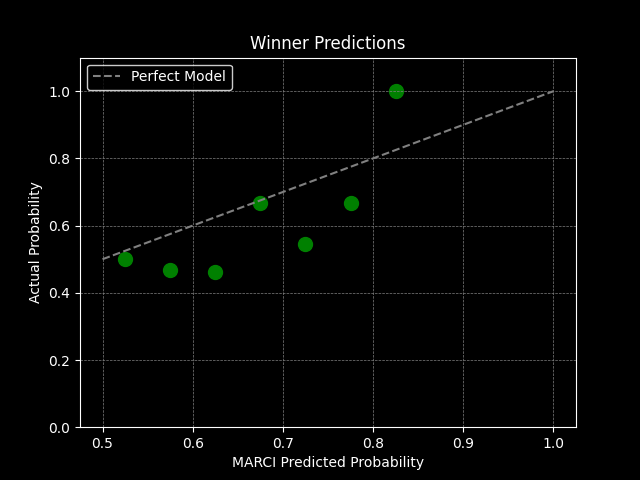 Winner Predictions
Perfect Model
1.0
0.8
0.6
0.4
0.2
0.0
Actual Probability
0.5 0.6 0.7 0.8 0.9 1.0
MARCI Predicted Probability